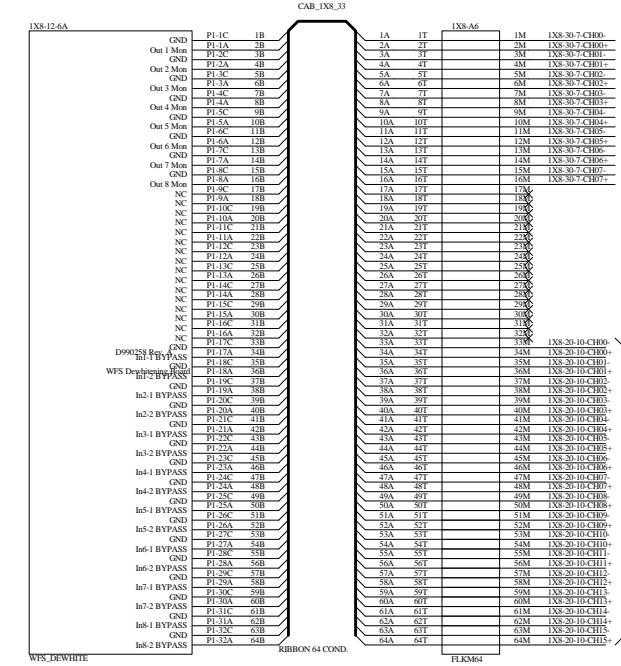 CAB_1X8_33
1X8-12-6A 1X8-A6
GND P1-1C 1B 1A 1T 1M 1X8-30-7-CH00-
Out 1 Mon P1-1A 2B 2A 2T 2M 1X8-30-7-CH00+
GND P1-2C 3B 3A 3T 3M 1X8-30-7-CH01-
Out 2 Mon P1-2A 4B 4A 4T 4M 1X8-30-7-CH01+
GND P1-3C 5B 5A 5T 5M 1X8-30-7-CH02-
Out 3 Mon P1-3A 6B 6A 6T 6M 1X8-30-7-CH02+
GND P1-4C 7B 7A 7T 7M 1X8-30-7-CH03-
Out 4 Mon P1-4A 8B 8A 8T 8M 1X8-30-7-CH03+
GND P1-5C 9B 9A 9T 9M 1X8-30-7-CH04-
Out 5 Mon P1-5A 10B 10A 10T 10M 1X8-30-7-CH04+
GND P1-6C 11B 11A 11T 11M 1X8-30-7-CH05-
Out 6 Mon P1-6A 12B 12A 12T 12M 1X8-30-7-CH05+
GND P1-7C 13B 13A 13T 13M 1X8-30-7-CH06-
Out 7 Mon P1-7A 14B 14A 14T 14M 1X8-30-7-CH06+
GND P1-8C 15B 15A 15T 15M 1X8-30-7-CH07-
Out 8 Mon P1-8A 16B 16A 16T 16M 1X8-30-7-CH07+
NC P1-9C 17B 17A 17T 17M
NC P1-9A 18B 18A 18T 18M
NC P1-10C 19B 19A 19T 19M
NC P1-10A 20B 20A 20T 20M
NC P1-11C 21B 21A 21T 21M
NC P1-11A 22B 22A 22T 22M
NC P1-12C 23B 23A 23T 23M
NC P1-12A 24B 24A 24T 24M
NC P1-13C 25B 25A 25T 25M
NC P1-13A 26B 26A 26T 26M
NC P1-14C 27B 27A 27T 27M
NC P1-14A 28B 28A 28T 28M
NC P1-15C 29B 29A 29T 29M
NC P1-15A 30B 30A 30T 30M
NC P1-16C 31B 31A 31T 31M
NC P1-16A 32B 32A 32T 32M
GND P1-17C 33B 33A 33T 33M 1X8-20-10-CH00-
D990258 Rev. A
In1-1 BYPASS P1-17A 34B 34A 34T 34M 1X8-20-10-CH00+
GND P1-18C 35B 35A 35T 35M 1X8-20-10-CH01-
WFS Dewhitening Board
In1-2 BYPASS P1-18A 36B 36A 36T 36M 1X8-20-10-CH01+
GND P1-19C 37B 37A 37T 37M 1X8-20-10-CH02-
In2-1 BYPASS P1-19A 38B 38A 38T 38M 1X8-20-10-CH02+
GND P1-20C 39B 39A 39T 39M 1X8-20-10-CH03-
In2-2 BYPASS P1-20A 40B 40A 40T 40M 1X8-20-10-CH03+
GND P1-21C 41B 41A 41T 41M 1X8-20-10-CH04-
In3-1 BYPASS P1-21A 42B 42A 42T 42M 1X8-20-10-CH04+
GND P1-22C 43B 43A 43T 43M 1X8-20-10-CH05-
In3-2 BYPASS P1-22A 44B 44A 44T 44M 1X8-20-10-CH05+
GND P1-23C 45B 45A 45T 45M 1X8-20-10-CH06-
In4-1 BYPASS P1-23A 46B 46A 46T 46M 1X8-20-10-CH06+
GND P1-24C 47B 47A 47T 47M 1X8-20-10-CH07-
In4-2 BYPASS P1-24A 48B 48A 48T 48M 1X8-20-10-CH07+
GND P1-25C 49B 49A 49T 49M 1X8-20-10-CH08-
In5-1 BYPASS P1-25A 50B 50A 50T 50M 1X8-20-10-CH08+
GND P1-26C 51B 51A 51T 51M 1X8-20-10-CH09-
In5-2 BYPASS P1-26A 52B 52A 52T 52M 1X8-20-10-CH09+
GND P1-27C 53B 53A 53T 53M 1X8-20-10-CH10-
In6-1 BYPASS P1-27A 54B 54A 54T 54M 1X8-20-10-CH10+
GND P1-28C 55B 55A 55T 55M 1X8-20-10-CH11-
In6-2 BYPASS P1-28A 56B 56A 56T 56M 1X8-20-10-CH11+
GND P1-29C 57B 57A 57T 57M 1X8-20-10-CH12-
In7-1 BYPASS P1-29A 58B 58A 58T 58M 1X8-20-10-CH12+
GND P1-30C 59B 59A 59T 59M 1X8-20-10-CH13-
In7-2 BYPASS P1-30A 60B 60A 60T 60M 1X8-20-10-CH13+
GND P1-31C 61B 61A 61T 61M 1X8-20-10-CH14-
In8-1 BYPASS P1-31A 62B 62A 62T 62M 1X8-20-10-CH14+
GND P1-32C 63B 63A 63T 63M 1X8-20-10-CH15-
In8-2 BYPASS P1-32A 64B 64A 64T 64M 1X8-20-10-CH15+
RIBBON 64 COND.
WFS_DEWHITE FLKM64